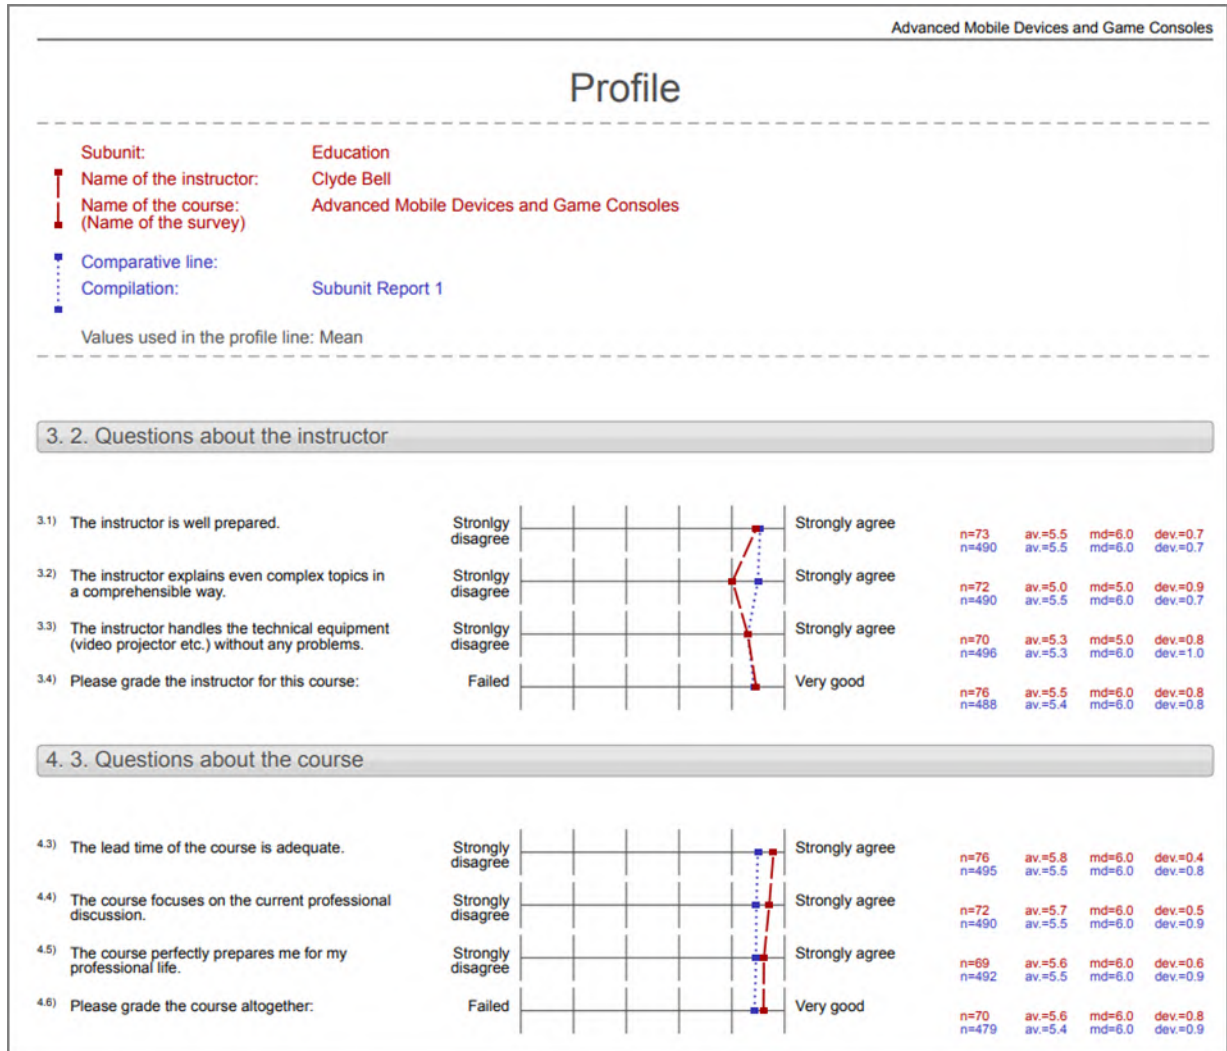 Advanced Mobile Devices and Game Consoles
Profile
Subunit: Education
Name of the instructor: Clyde Bell
Name of the course: Advanced Mobile Devices and Game Consoles
(Name of the survey)
Comparative line:
Compilation: Subunit Report 1
Values used in the profile line: Mean
3. 2. Questions about the instructor
3.1) The instructor is well prepared. Stronlgy disagree Strongly agree
n=73 av.=5.5 md=6.0 dev.=0.7
n=490 av.=5.5 md=6.0 dev.=0.7
3.2) The instructor explains even complex topics in Stronlgy disagree Strongly agree
a comprehensible way.
n=72 av.=5.0 md=5.0 dev.=0.9
n=490 av.=5.5 md=6.0 dev.=0.7
3.3) The instructor handles the technical equipment Stronlgy disagree Strongly agree
(video projector etc.) without any problems.
n=70 av.=5.3 md=5.0 dev.=0.8
n=496 av.=5.3 md=6.0 dev.=1.0
3.4) Please grade the instructor for this course: Failed Very good
n=76 av.=5.5 md=6.0 dev.=0.8
n=488 av.=5.4 md=6.0 dev.=0.8
4. 3. Questions about the course
4.3) The lead time of the course is adequate. Strongly disagree Strongly agree
n=76 av.=5.8 md=6.0 dev.=0.4
n=495 av.=5.5 md=6.0 dev.=0.8
4.4) The course focuses on the current professional Strongly disagree Strongly agree
discussion.
n=72 av.=5.7 md=6.0 dev.=0.5
n=490 av.=5.5 md=6.0 dev.=0.9
4.5) The course perfectly prepares me for my Strongly disagree Strongly agree
professional life.
n=69 av.=5.6 md=6.0 dev.=0.6
n=492 av.=5.5 md=6.0 dev.=0.9
4.6) Please grade the course altogether: Failed Very good
n=70 av.=5.6 md=6.0 dev.=0.8
n=479 av.=5.4 md=6.0 dev.=0.9